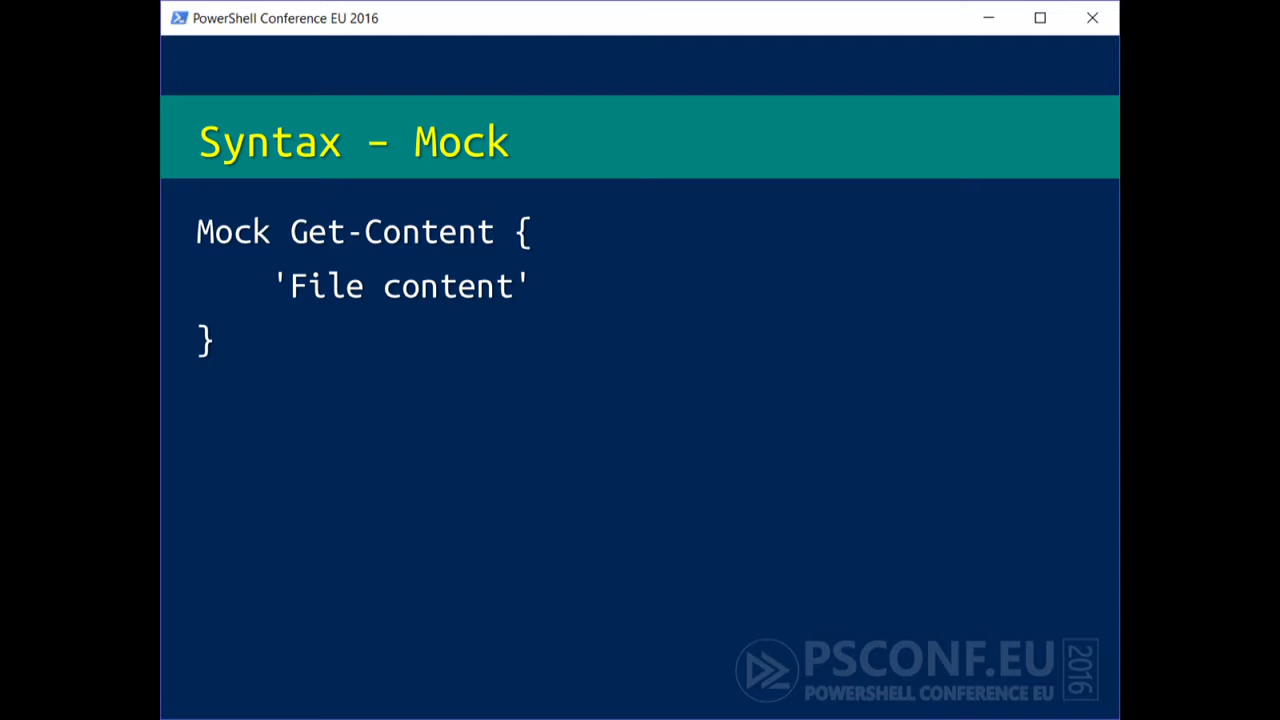 PowerShell Conference EU 2016
Syntax – Mock
Mock Get-Content {
    'File content'
}
PSCONF.EU
POWERSHELL CONFERENCE EU
2016